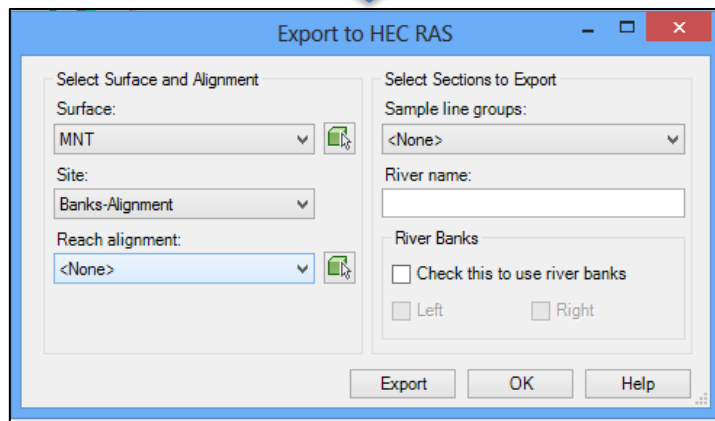 Export to HEC RAS
Select Surface and Alignment
Surface:
MNT
Site:
Banks-Alignment
Reach alignment:
<None>
Select Sections to Export
Sample line groups:
<None>
River name:
River Banks
Check this to use river banks
Left Right
Export OK Help